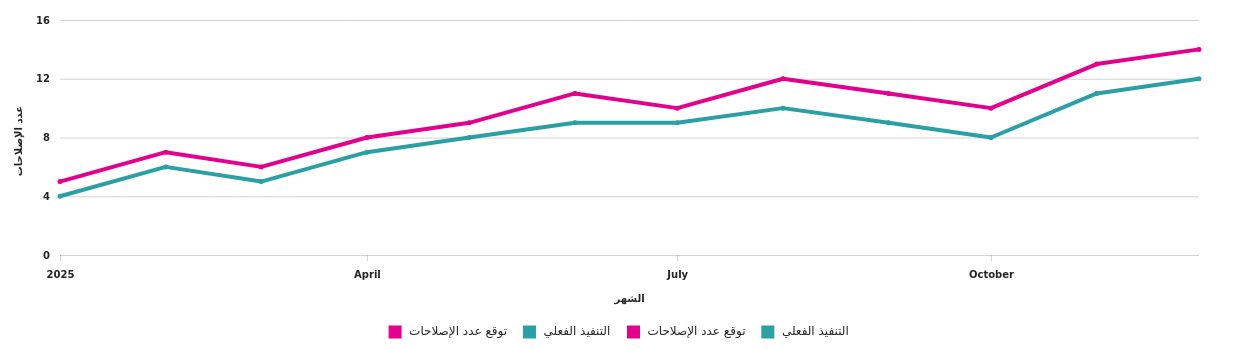 16
12
8
4
0
عدد الإصلاحات
2025 April July October
الشهر
توقع عدد الإصلاحات التنفيذ الفعلي توقع عدد الإصلاحات التنفيذ الفعلي